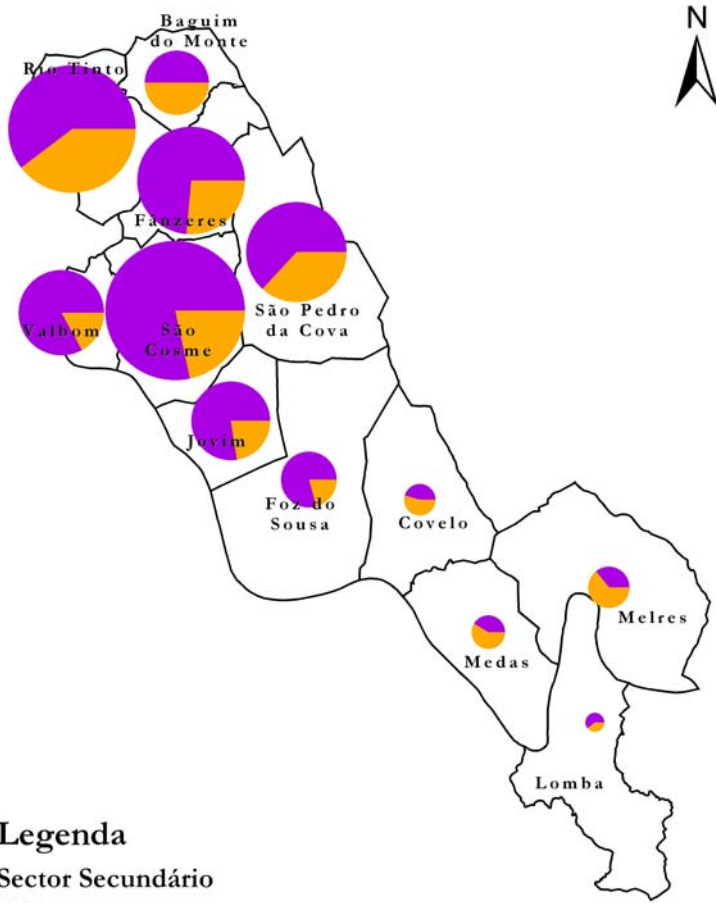 N
Baguim
do Monte
Rio Tinto
Fânzeres
São Pedro
da Cova
Valbom
São
Cosme
Jovim
Foz do
Sousa
Covelo
Melres
Medas
Lomba
Legenda
Sector Secundário